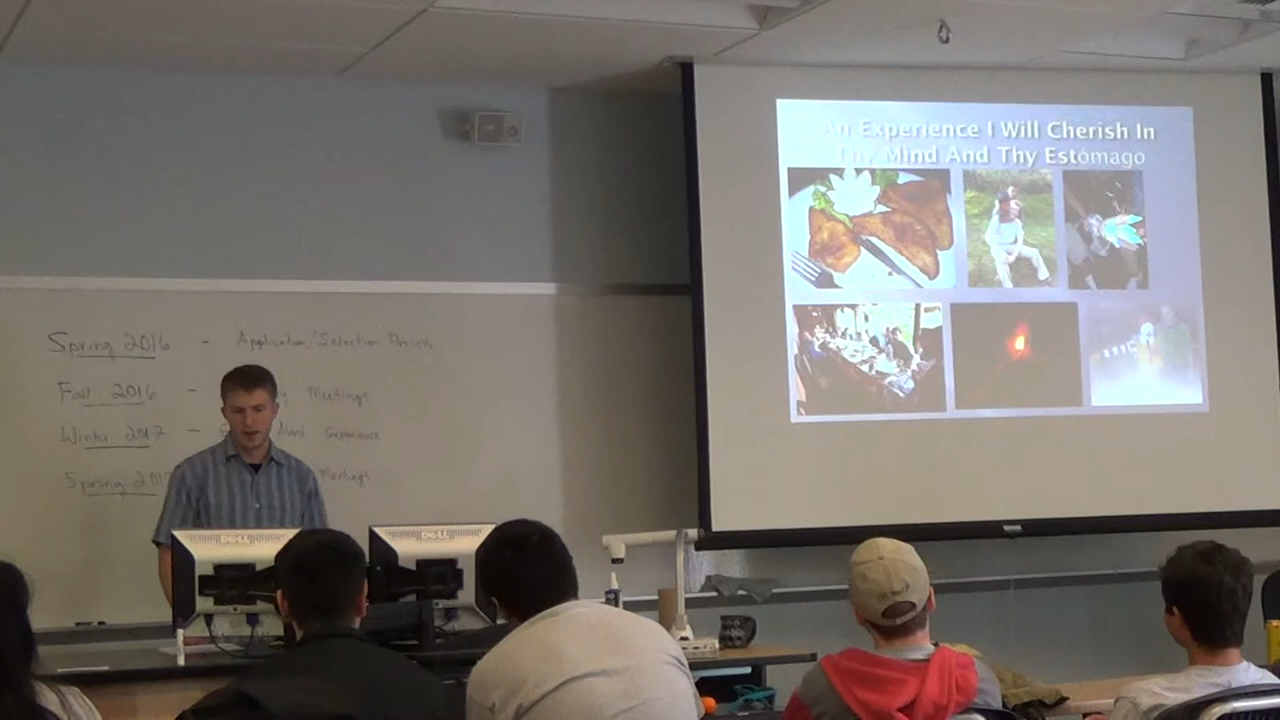 An Experience I Will Cherish In
Thy Mind And Thy Estómago
Spring 2016 - Application/Selection Process
Fall 2016 - Meetings
Winter 2017 - Abroad Experience
Spring 2017 Meetings
DELL
DELL